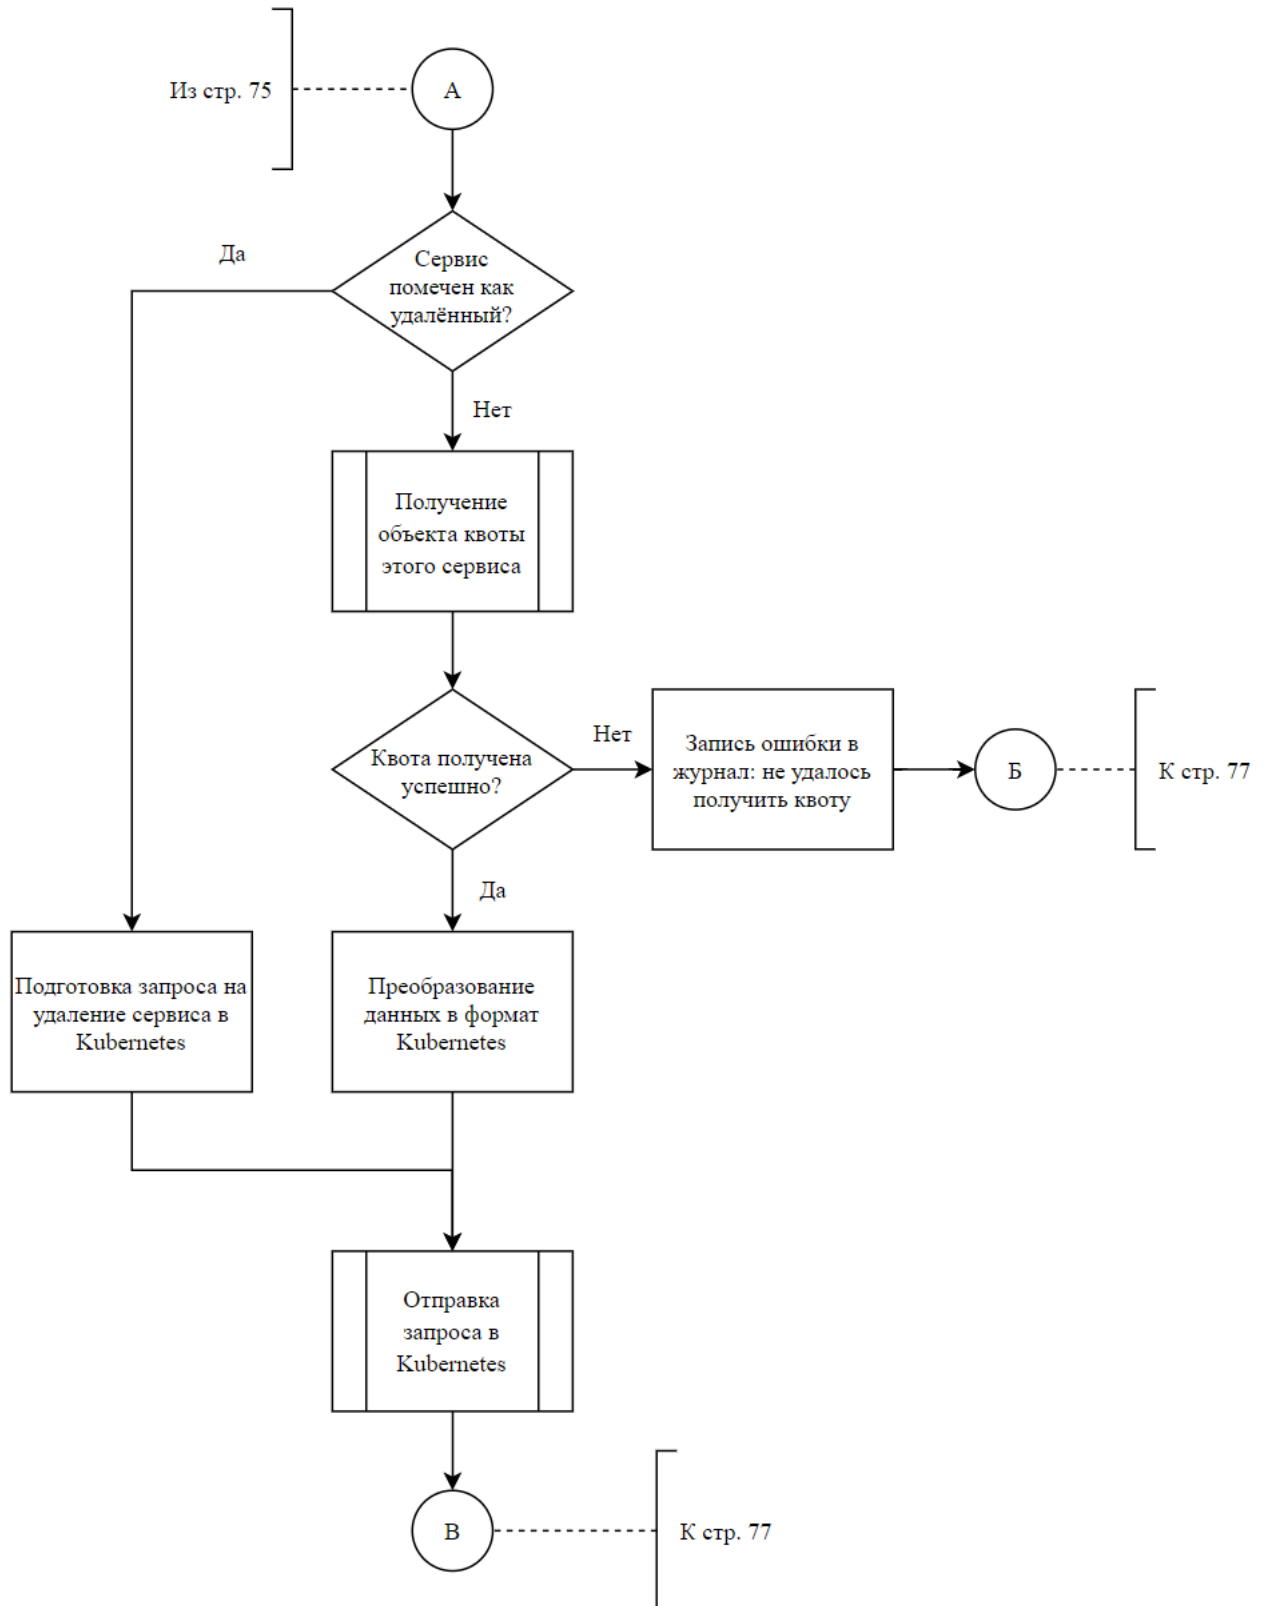 Из стр. 75
А
Да
Сервис
помечен как
удалённый?
Нет
Получение
объекта квоты
этого сервиса
Квота получена
успешно?
Нет
Запись ошибки в
журнал: не удалось
получить квоту
Б
К стр. 77
Да
Подготовка запроса на
удаление сервиса в
Kubernetes
Преобразование
данных в формат
Kubernetes
Отправка
запроса в
Kubernetes
В
К стр. 77